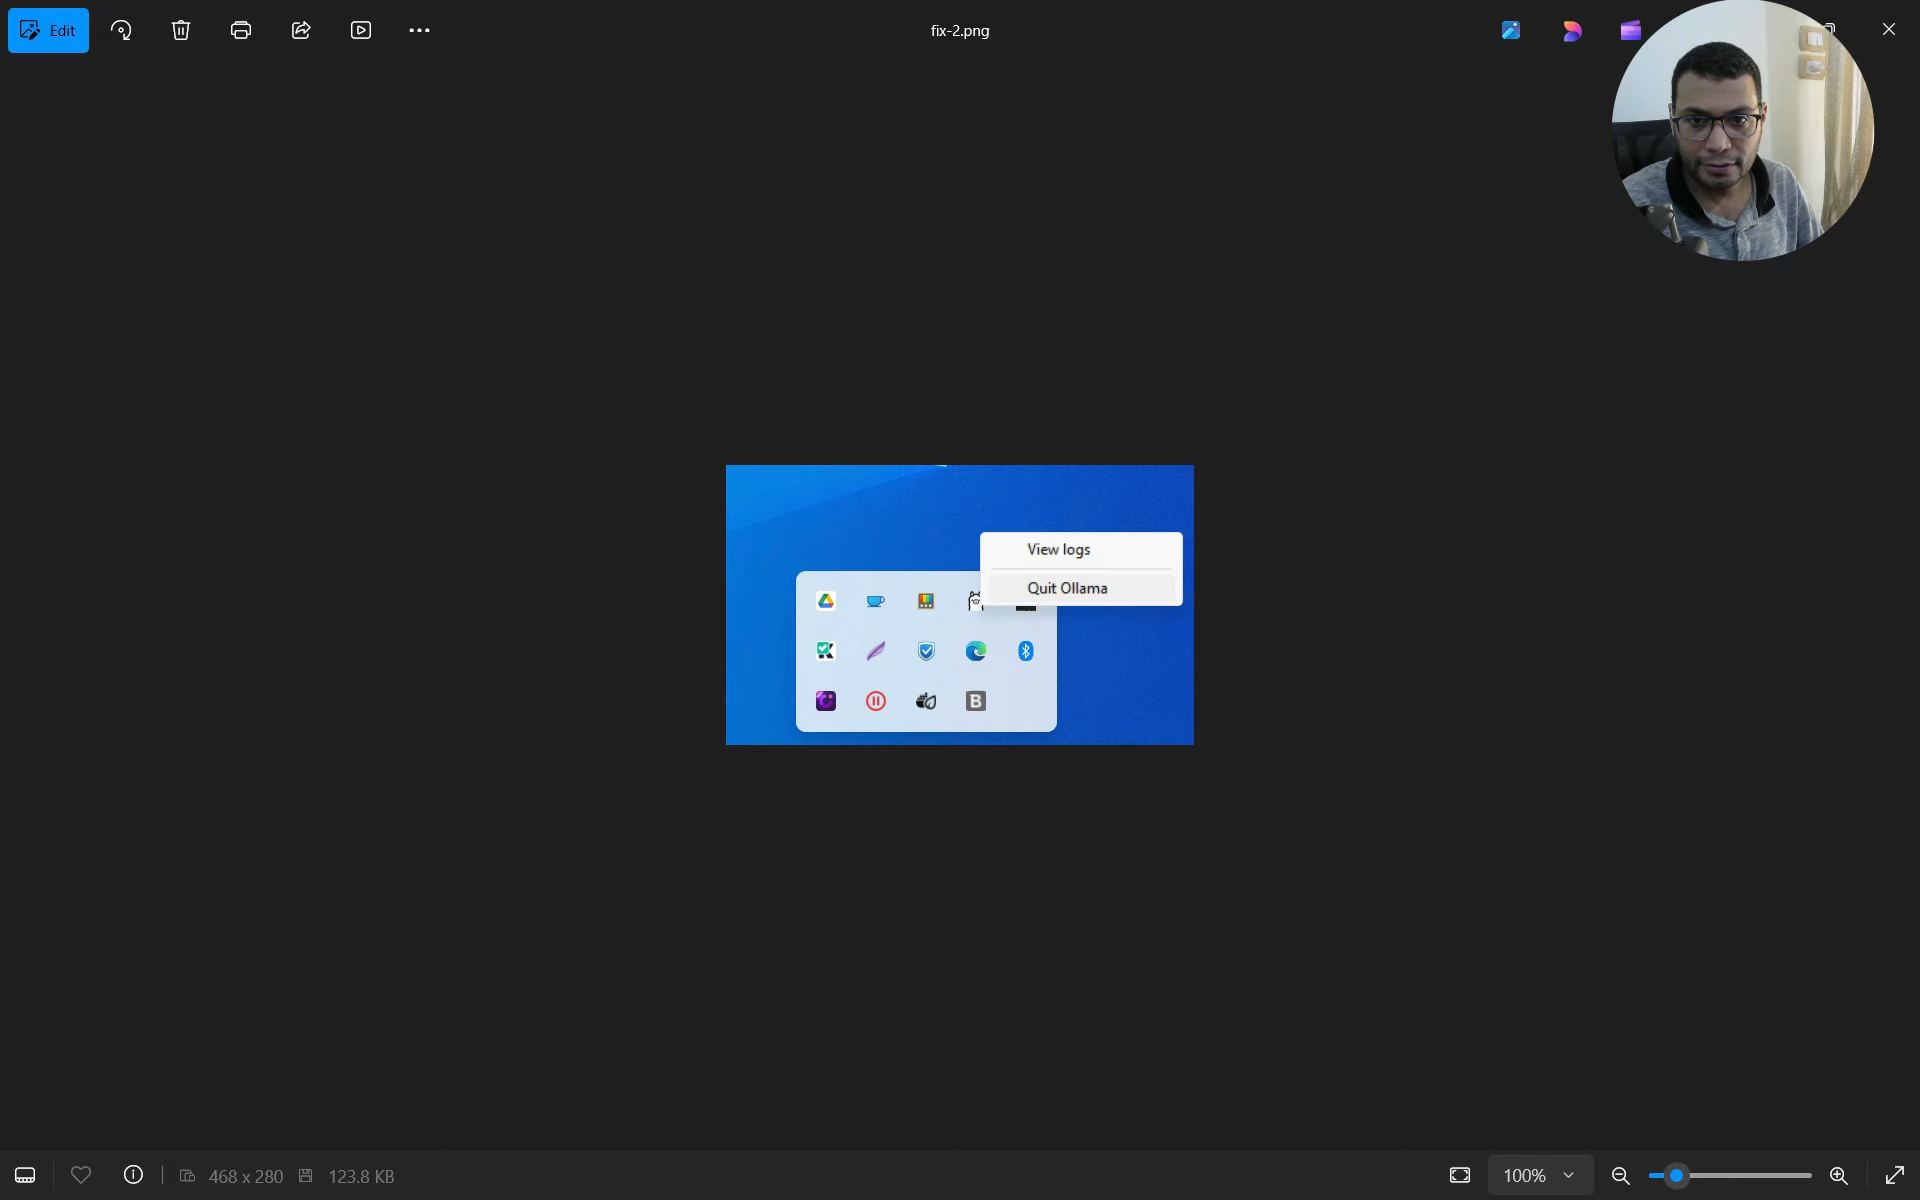 Edit
fix-2.png
View logs
Quit Ollama
B
468 x 280
123.8 KB
100%